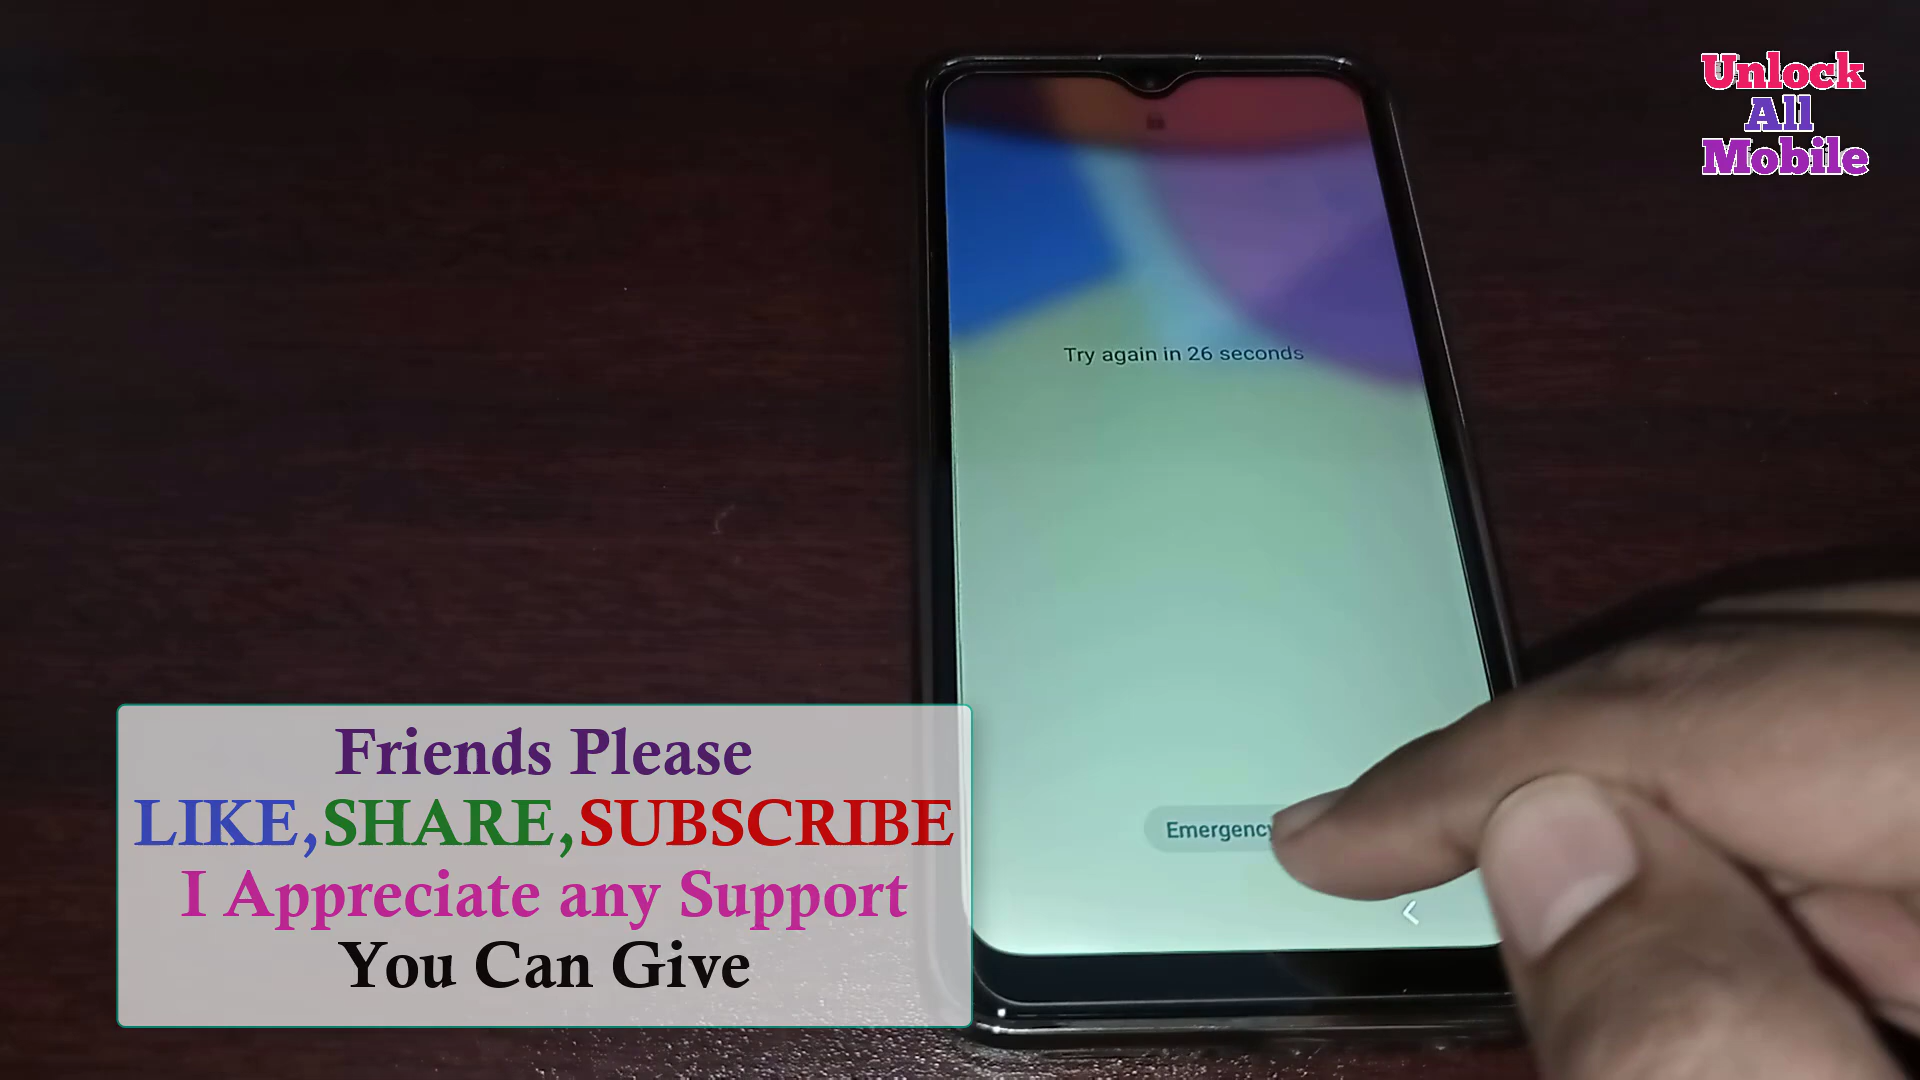 Unlock
All
Mobile
Try again in 26 seconds
Emergency
Friends Please
LIKE,SHARE,SUBSCRIBE
I Appreciate any Support
You Can Give